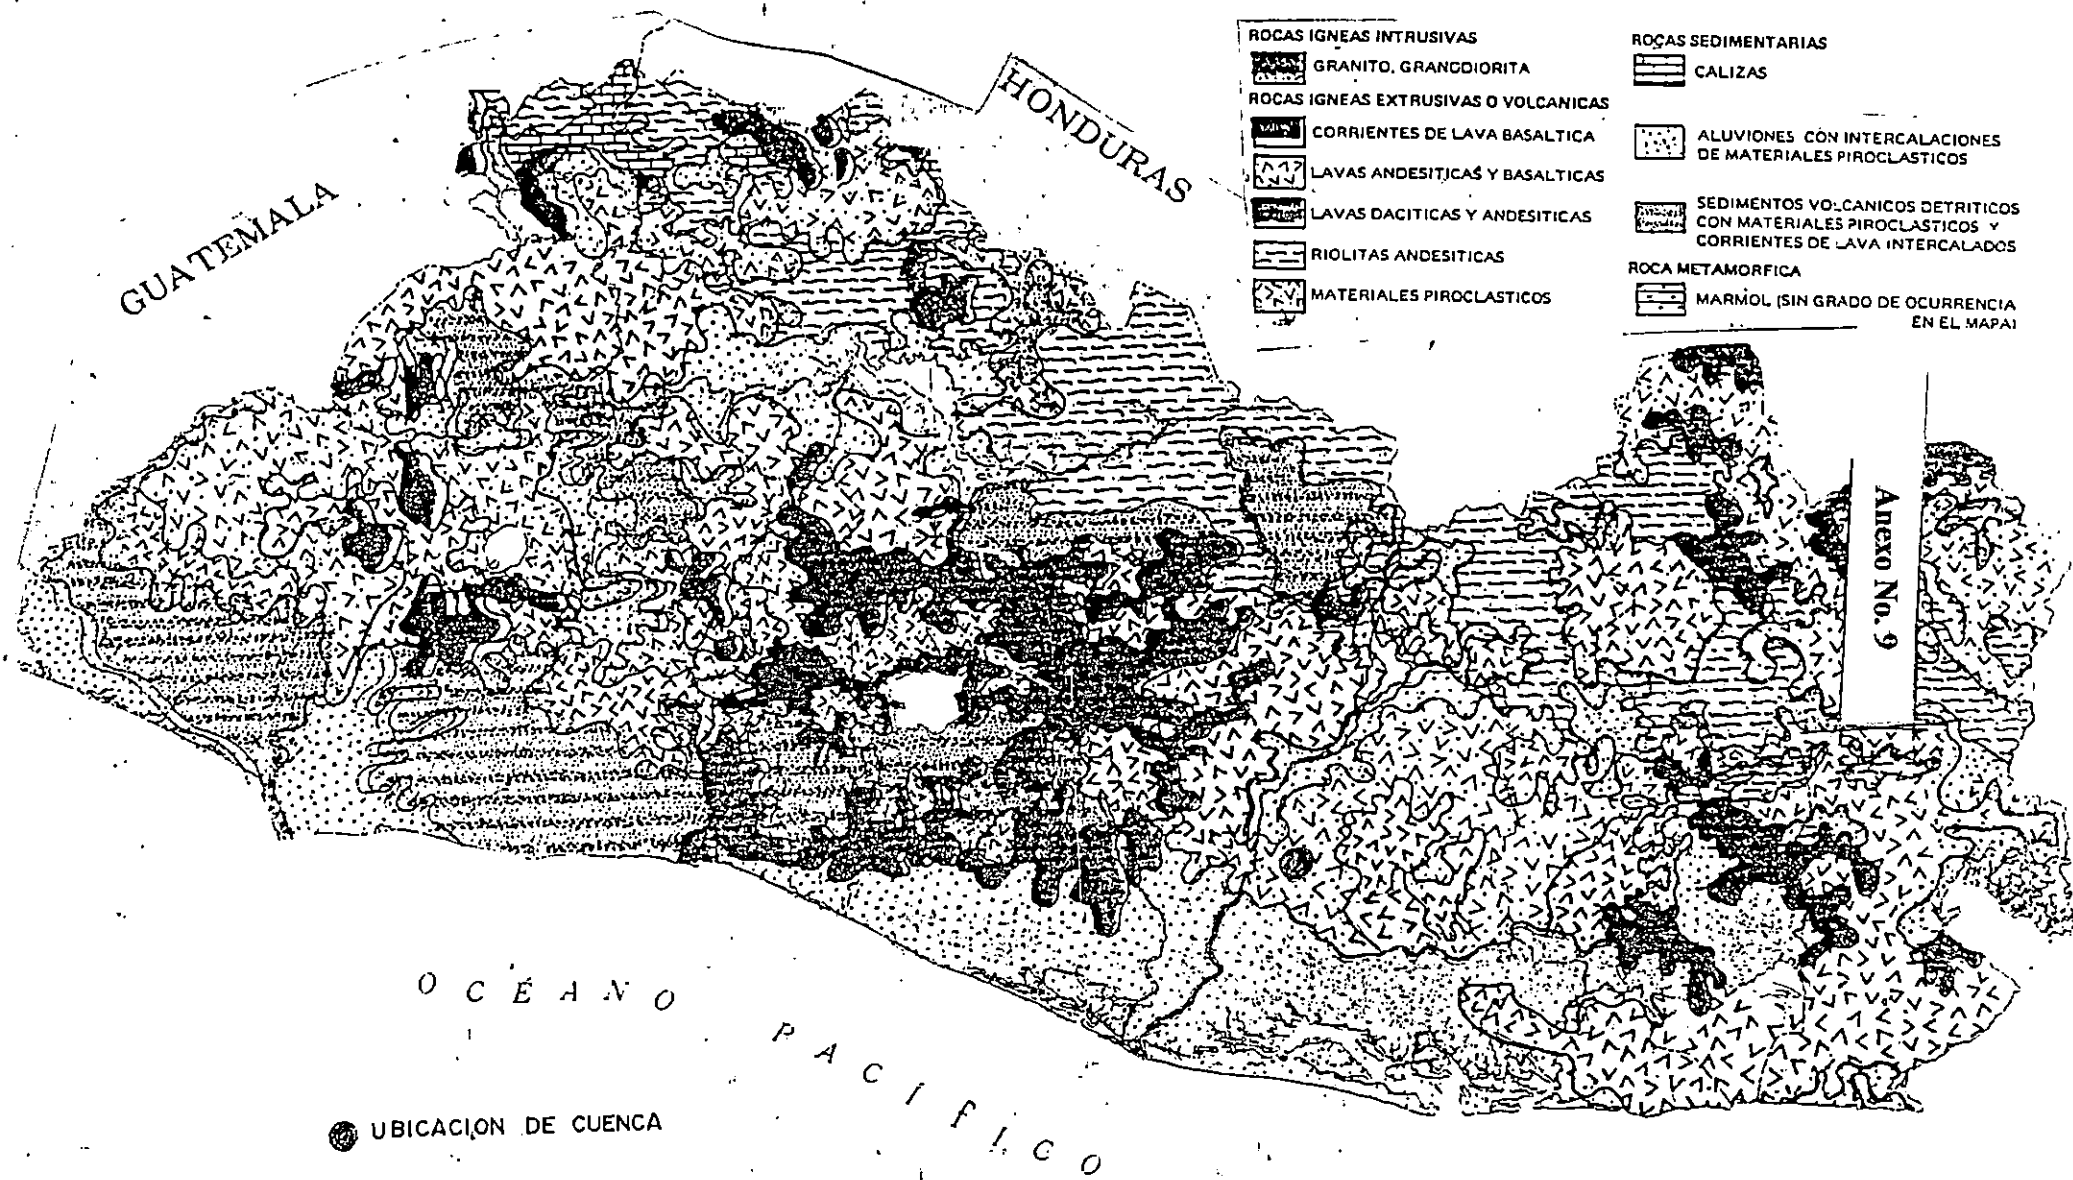 ROCAS IGNEAS INTRUSIVAS
GRANITO, GRANODIORITA
ROCAS IGNEAS EXTRUSIVAS O VOLCANICAS
CORRIENTES DE LAVA BASALTICA
LAVAS ANDESITICAS Y BASALTICAS
LAVAS DACITICAS Y ANDESITICAS
RIOLITAS ANDESITICAS
MATERIALES PIROCLASTICOS
ROCAS SEDIMENTARIAS
CALIZAS
ALUVIONES CON INTERCALACIONES
DE MATERIALES PIROCLASTICOS
SEDIMENTOS VOLCANICOS DETRITICOS
CON MATERIALES PIROCLASTICOS Y
CORRIENTES DE LAVA INTERCALADOS
ROCA METAMORFICA
MARMOL (SIN GRADO DE OCURRENCIA
EN EL MAPA)
HONDURAS
GUATEMALA
Anexo No. 9
OCÉANO PACÍFICO
UBICACION DE CUENCA